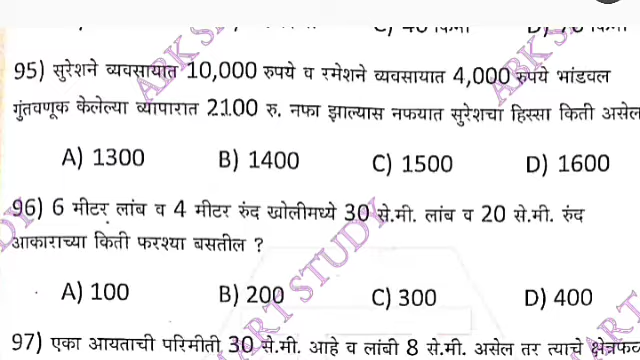 95) सुरेशने व्यवसायात 10,000 रुपये व रमेशने व्यवसायात 4,000 रुपये भांडवल
गुंतवणूक केलेल्या व्यापारात 2100 रु. नफा झाल्यास नफयात सुरेशचा हिस्सा किती असेल
A) 1300 B) 1400 C) 1500 D) 1600
96) 6 मीटर लांब व 4 मीटर रुंद खोलीमध्ये 30 से.मी. लांब व 20 से.मी. रुंद
आकाराच्या किती फरश्या बसतील ?
A) 100 B) 200 C) 300 D) 400
97) एका आयताची परिमीती 30 से.मी. आहे व लांबी 8 से.मी. असेल तर त्याचे